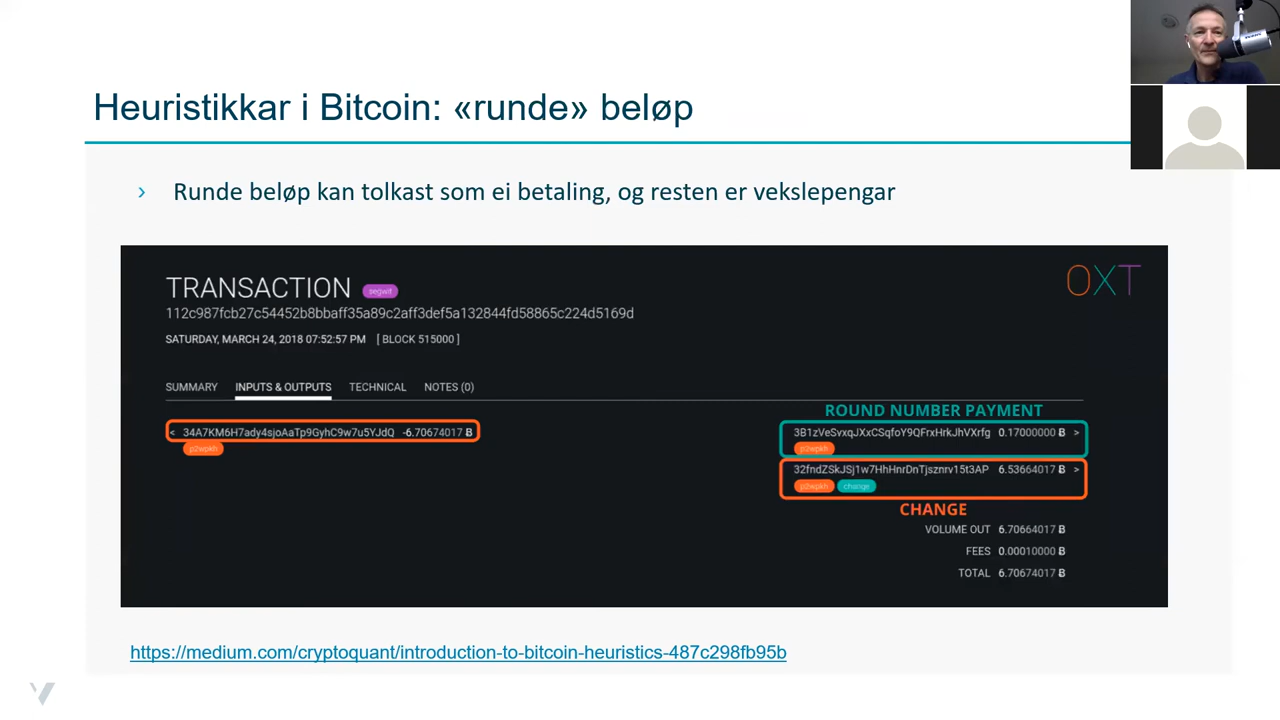 Heuristikkar i Bitcoin: «runde» beløp
› Runde beløp kan tolkast som ei betaling, og resten er vekslepengar
OXT
TRANSACTION segwit
112c987fcb27c54452b8bbaff35a89c2aff3def5a132844fd58865c224d5169d
SATURDAY, MARCH 24, 2018 07:52:57 PM [ BLOCK 515000 ]
SUMMARY INPUTS & OUTPUTS TECHNICAL NOTES (0)
ROUND NUMBER PAYMENT
< 34A7KM6H7ady4sjoAaTp9GyhC9w7u5YJdQ -6.70674017 Ƀ
p2wpkh
3B1zVeSvxqJXxCSqfoY9QFrxHrkJhVXrfg 0.17000000 Ƀ >
p2wpkh
32fndZSkJSj1w7HhHnrDnTjsznrv15t3AP 6.53664017 Ƀ >
p2wpkh change
CHANGE
VOLUME OUT 6.70664017 Ƀ
FEES 0.00010000 Ƀ
TOTAL 6.70674017 Ƀ
https://medium.com/cryptoquant/introduction-to-bitcoin-heuristics-487c298fb95b